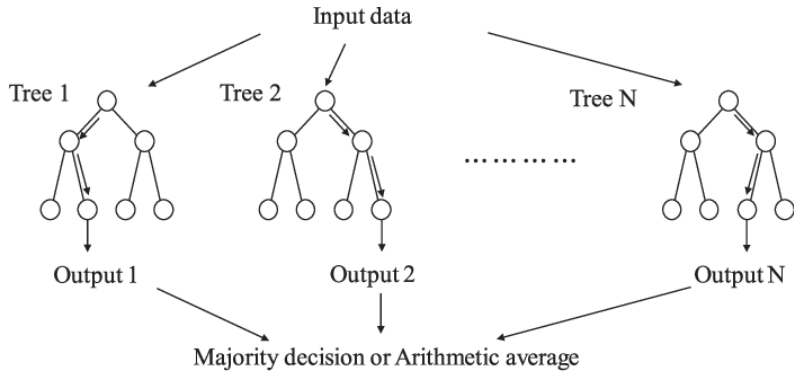 Input data
Tree 1
Tree 2
Tree N
… … … …
Output 1
Output 2
Output N
Majority decision or Arithmetic average